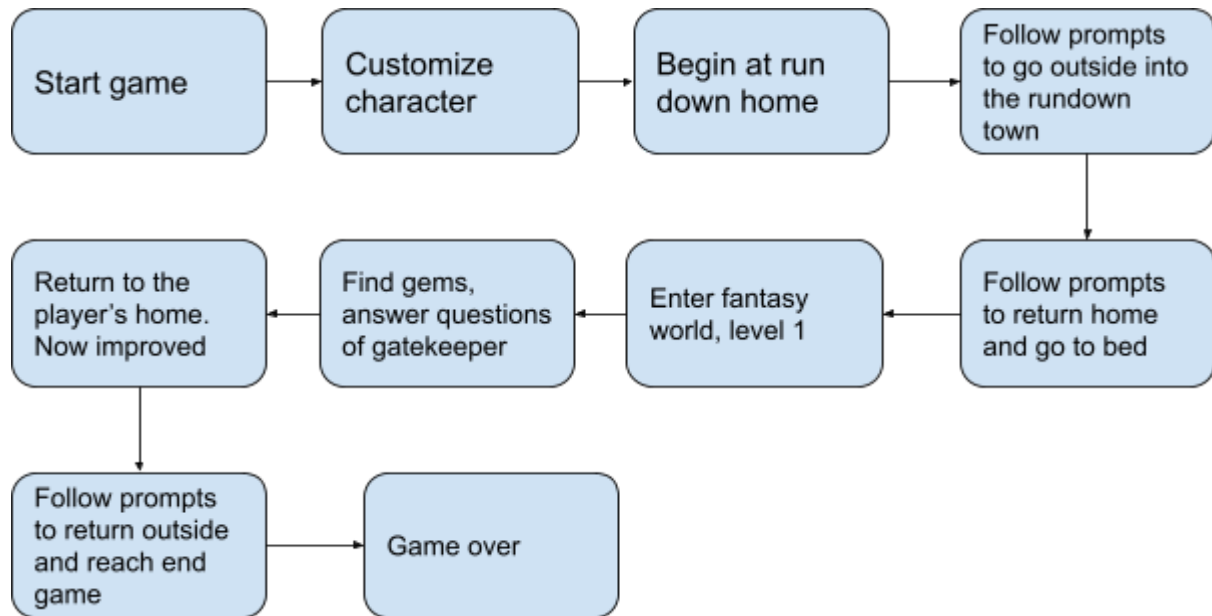 Start game
Customize
character
Begin at run
down home
Follow prompts
to go outside into
the rundown
town
Follow prompts
to return home
and go to bed
Enter fantasy
world, level 1
Find gems,
answer questions
of gatekeeper
Return to the
player's home.
Now improved
Follow prompts
to return outside
and reach end
game
Game over